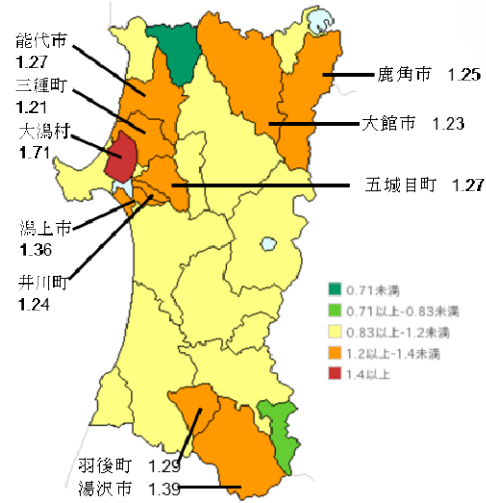 能代市
1.27
三種町
1.21
大潟村
1.71
潟上市
1.36
井川町
1.24
鹿角市 1.25
大館市 1.23
五城目町 1.27
0.71未満
0.71以上-0.83未満
0.83以上-1.2未満
1.2以上-1.4未満
1.4以上
羽後町 1.29
湯沢市 1.39